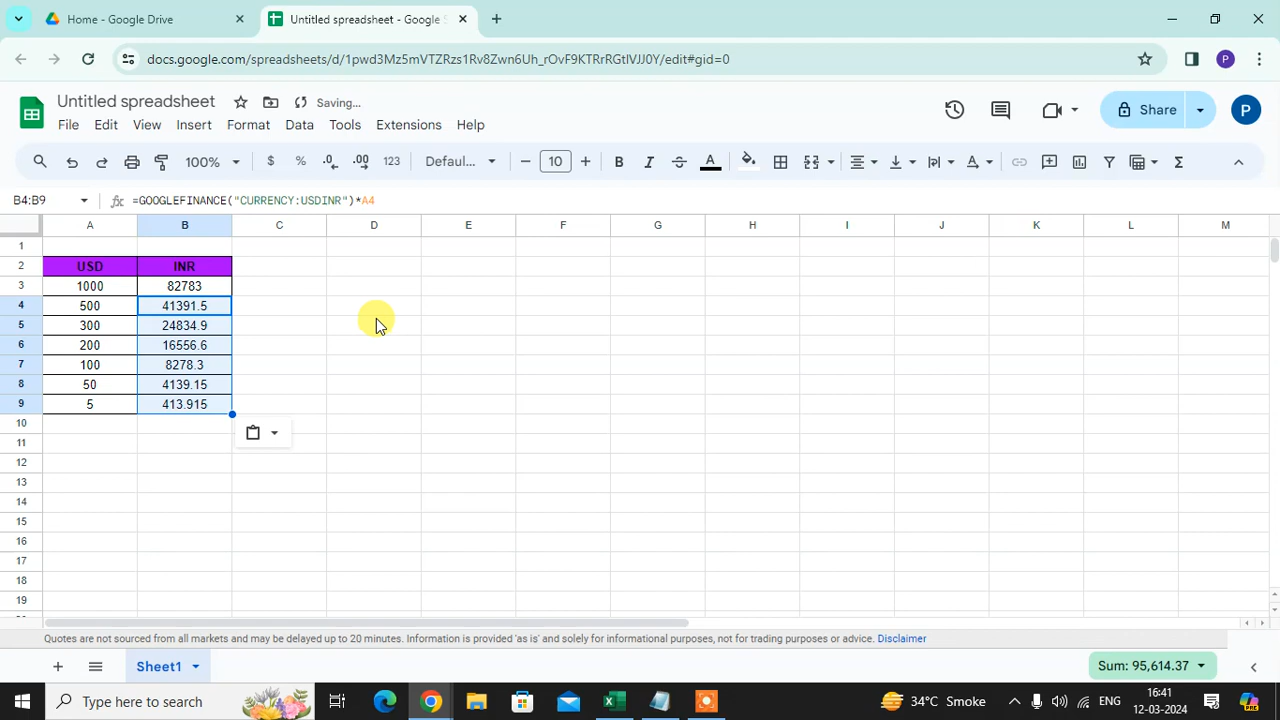 Home - Google Drive
Untitled spreadsheet - Google S
docs.google.com/spreadsheets/d/1pwd3Mz5mVTZRzs1Rv8Zwn6Uh_rOvF9KTRrRGtIVJJ0Y/edit#gid=0
P
Untitled spreadsheet
Saving...
File Edit View Insert Format Data Tools Extensions Help
Share
P
100% $ % .0 .00 123 Defaul... 10 B I A Σ
B4:B9 fx =GOOGLEFINANCE("CURRENCY:USDINR")*A4
A B C D E F G H I J K L M
1
2 USD INR
3 1000 82783
4 500 41391.5
5 300 24834.9
6 200 16556.6
7 100 8278.3
8 50 4139.15
9 5 413.915
10
11
12
13
14
15
16
17
18
19
Quotes are not sourced from all markets and may be delayed up to 20 minutes. Information is provided 'as is' and solely for informational purposes, not for trading purposes or advice. Disclaimer
Sheet1
Sum: 95,614.37
Type here to search
34°C Smoke
ENG
16:41
12-03-2024